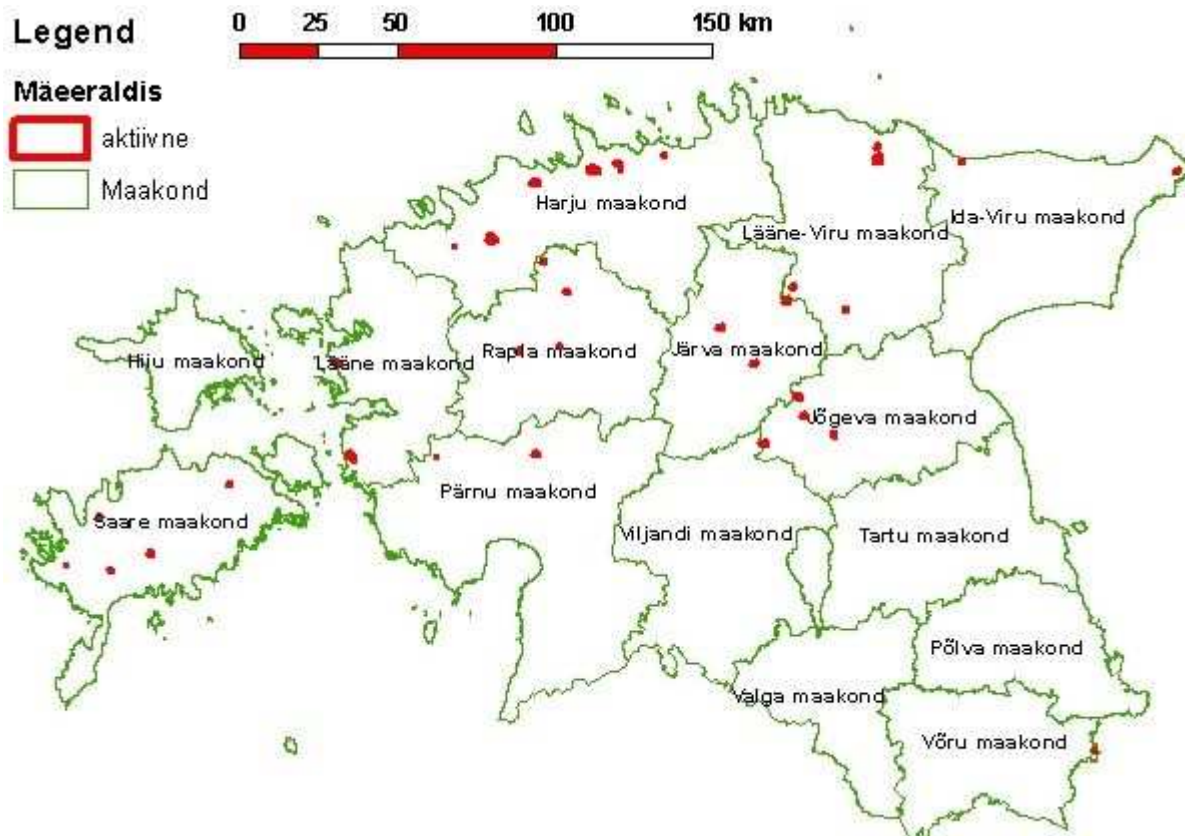 Legend
0 25 50 100 150 km
Mäeeraldis
aktiivne
Maakond
Harju maakond
Lääne-Viru maakond
Ida-Viru maakond
Hiiu maakond
Lääne maakond
Rapla maakond
Järva maakond
Jõgeva maakond
Saare maakond
Pärnu maakond
Viljandi maakond
Tartu maakond
Põlva maakond
Valga maakond
Võru maakond